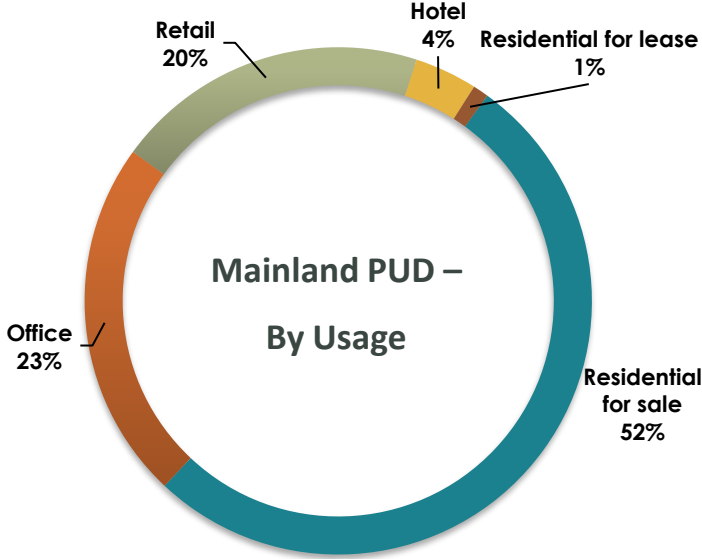 Hotel
4%
Retail
20%
Residential for lease
1%
Mainland PUD –
By Usage
Office
23%
Residential
for sale
52%